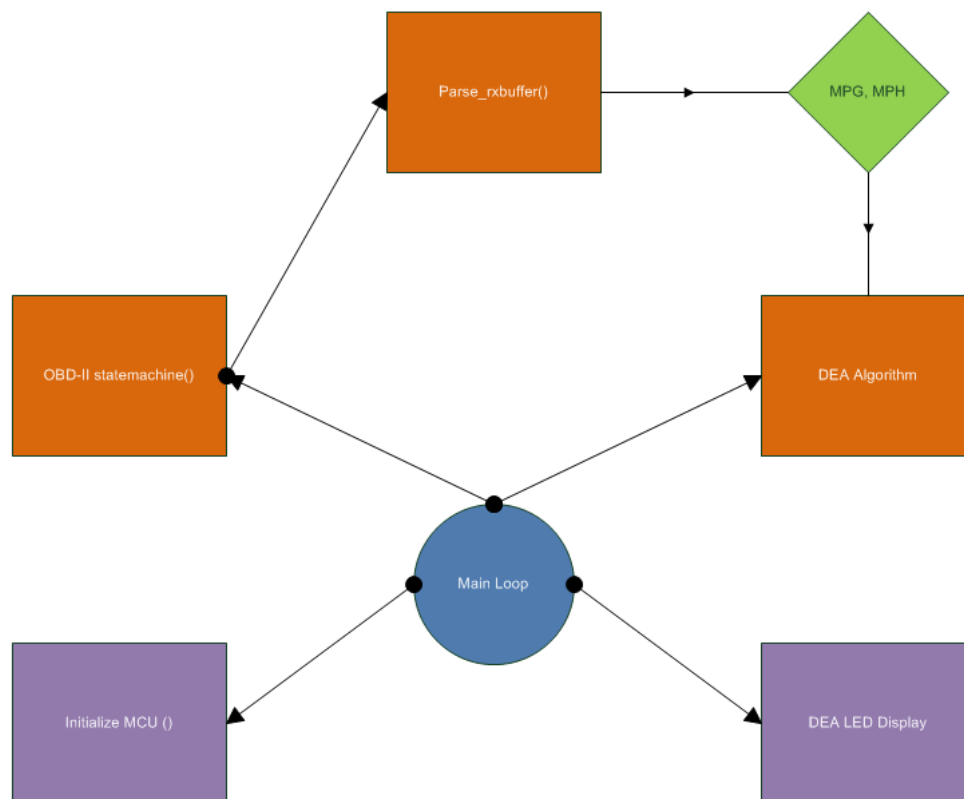 Parse_rxbuffer()
MPG, MPH
OBD-II statemachine()
DEA Algorithm
Main Loop
Initialize MCU ()
DEA LED Display